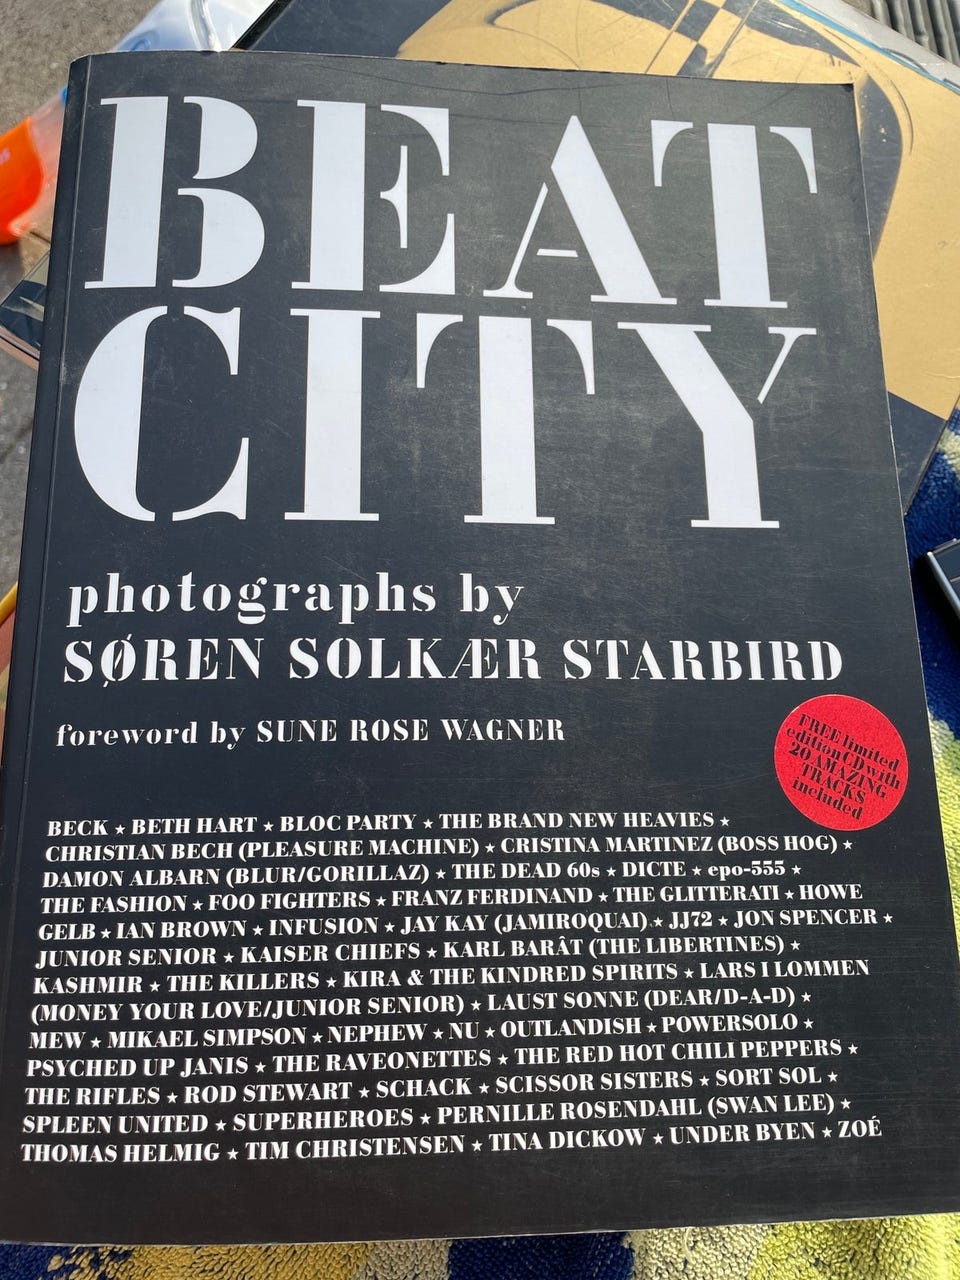 BEAT
CITY
photographs by
SØREN SOLKÆR STARBIRD
foreword by SUNE ROSE WAGNER
FREE limited
edition CD with
20 AMAZING
TRACKS
included
BECK ★ BETH HART ★ BLOC PARTY ★ THE BRAND NEW HEAVIES ★
CHRISTIAN BECH (PLEASURE MACHINE) ★ CRISTINA MARTINEZ (BOSS HOG) ★
DAMON ALBARN (BLUR/GORILLAZ) ★ THE DEAD 60s ★ DICTE ★ epo-555 ★
THE FASHION ★ FOO FIGHTERS ★ FRANZ FERDINAND ★ THE GLITTERATI ★ HOWE
GELB ★ IAN BROWN ★ INFUSION ★ JAY KAY (JAMIROQUAI) ★ JJ72 ★ JON SPENCER ★
JUNIOR SENIOR ★ KAISER CHIEFS ★ KARL BARÂT (THE LIBERTINES) ★
KASHMIR ★ THE KILLERS ★ KIRA & THE KINDRED SPIRITS ★ LARS I LOMMEN
(MONEY YOUR LOVE/JUNIOR SENIOR) ★ LAUST SONNE (DEAR/D-A-D) ★
MEW ★ MIKAEL SIMPSON ★ NEPHEW ★ NU ★ OUTLANDISH ★ POWERSOLO ★
PSYCHED UP JANIS ★ THE RAVEONETTES ★ THE RED HOT CHILI PEPPERS ★
THE RIFLES ★ ROD STEWART ★ SCHACK ★ SCISSOR SISTERS ★ SORT SOL ★
SPLEEN UNITED ★ SUPERHEROES ★ PERNILLE ROSENDAHL (SWAN LEE) ★
THOMAS HELMIG ★ TIM CHRISTENSEN ★ TINA DICKOW ★ UNDER BYEN ★ ZOÉ